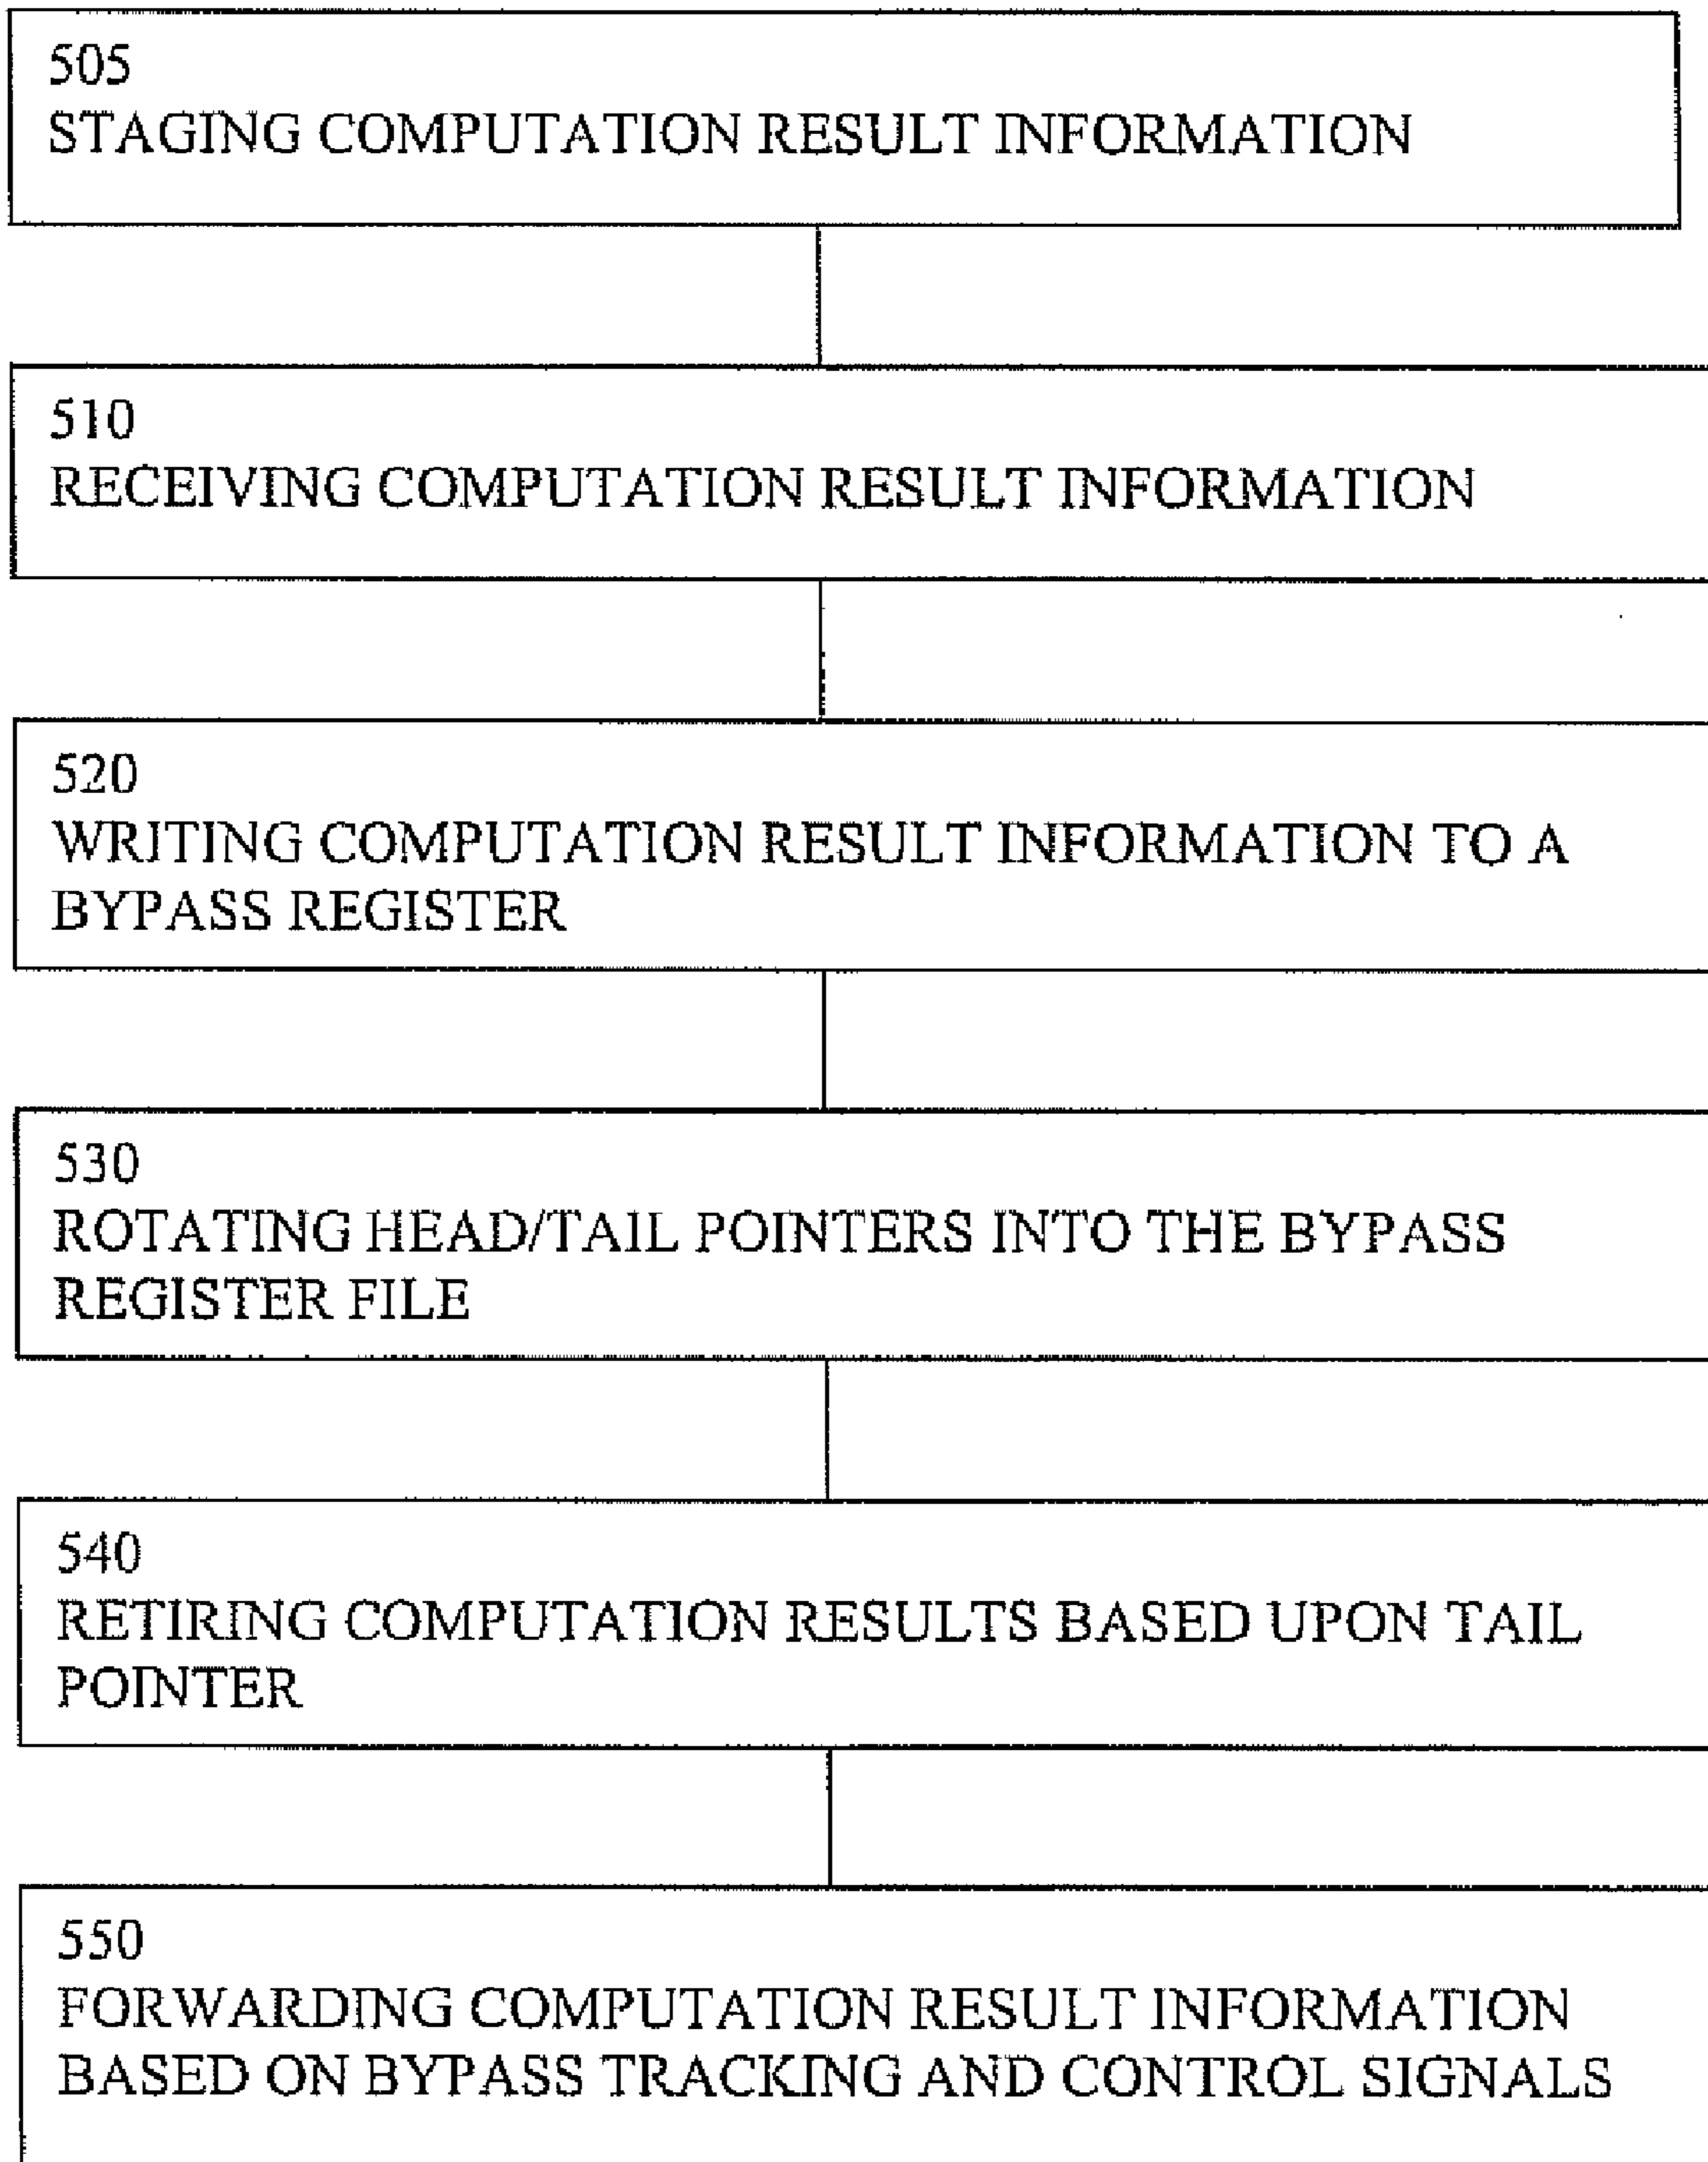 505
STAGING COMPUTATION RESULT INFORMATION
510
RECEIVING COMPUTATION RESULT INFORMATION
520
WRITING COMPUTATION RESULT INFORMATION TO A
BYPASS REGISTER
530
ROTATING HEAD/TAIL POINTERS INTO THE BYPASS
REGISTER FILE
540
RETIRING COMPUTATION RESULTS BASED UPON TAIL
POINTER
550
FORWARDING COMPUTATION RESULT INFORMATION
BASED ON BYPASS TRACKING AND CONTROL SIGNALS